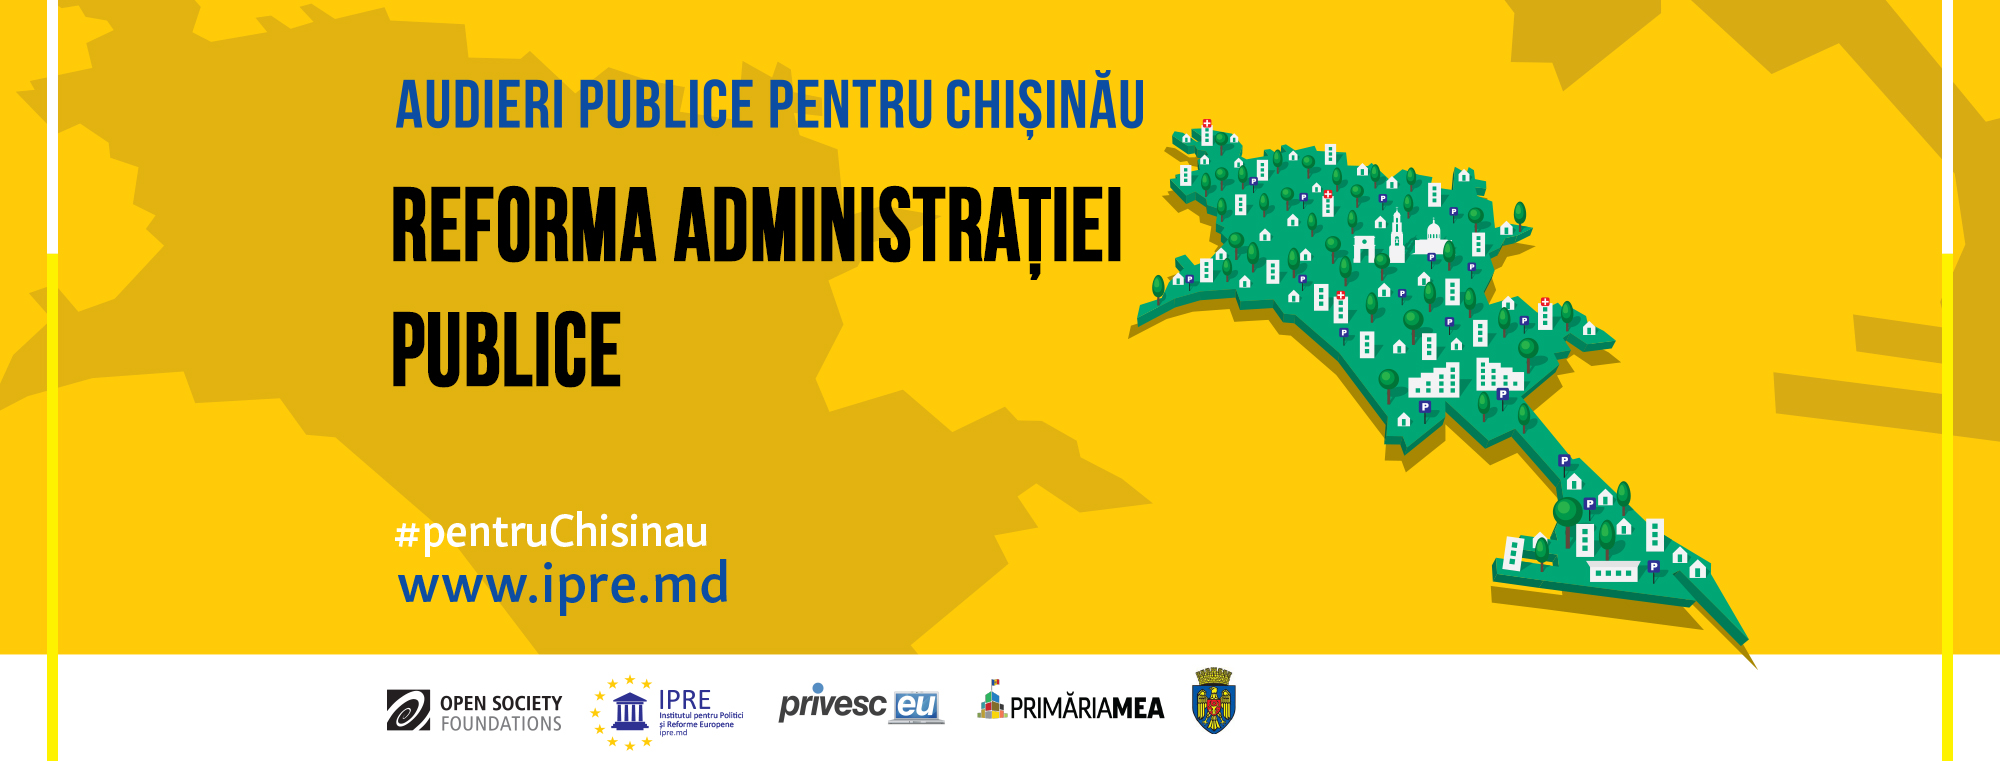 AUDIERI PUBLICE PENTRU CHIȘINĂU
REFORMA ADMINISTRAȚIEI
PUBLICE
#pentruChisinau
www.ipre.md
OPEN SOCIETY
FOUNDATIONS
IPRE
Institutul pentru Politici
și Reforme Europene
ipre.md
privesc eu
PRIMĂRIAMEA